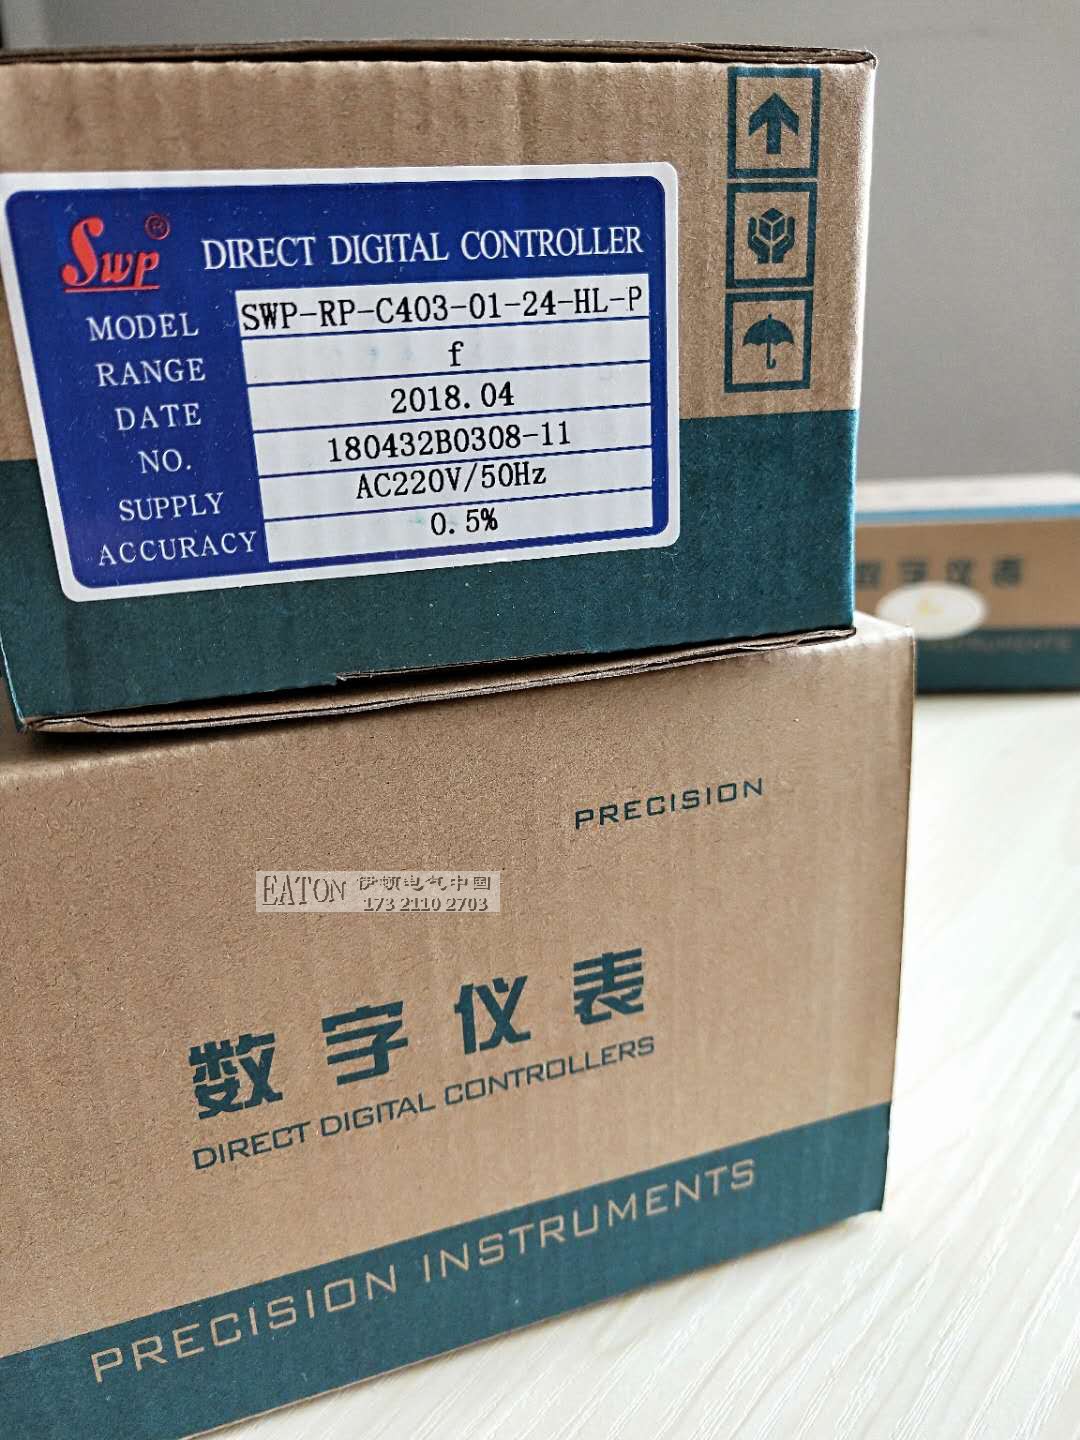 Swp®
DIRECT DIGITAL CONTROLLER
MODEL SWP-RP-C403-01-24-HL-P
RANGE f
DATE 2018.04
NO. 180432B0308-11
SUPPLY AC220V/50Hz
ACCURACY 0.5%
数字仪表
PRECISION
EATON 伊顿电气中国
173 2110 2703
数字仪表
DIRECT DIGITAL CONTROLLERS
PRECISION INSTRUMENTS